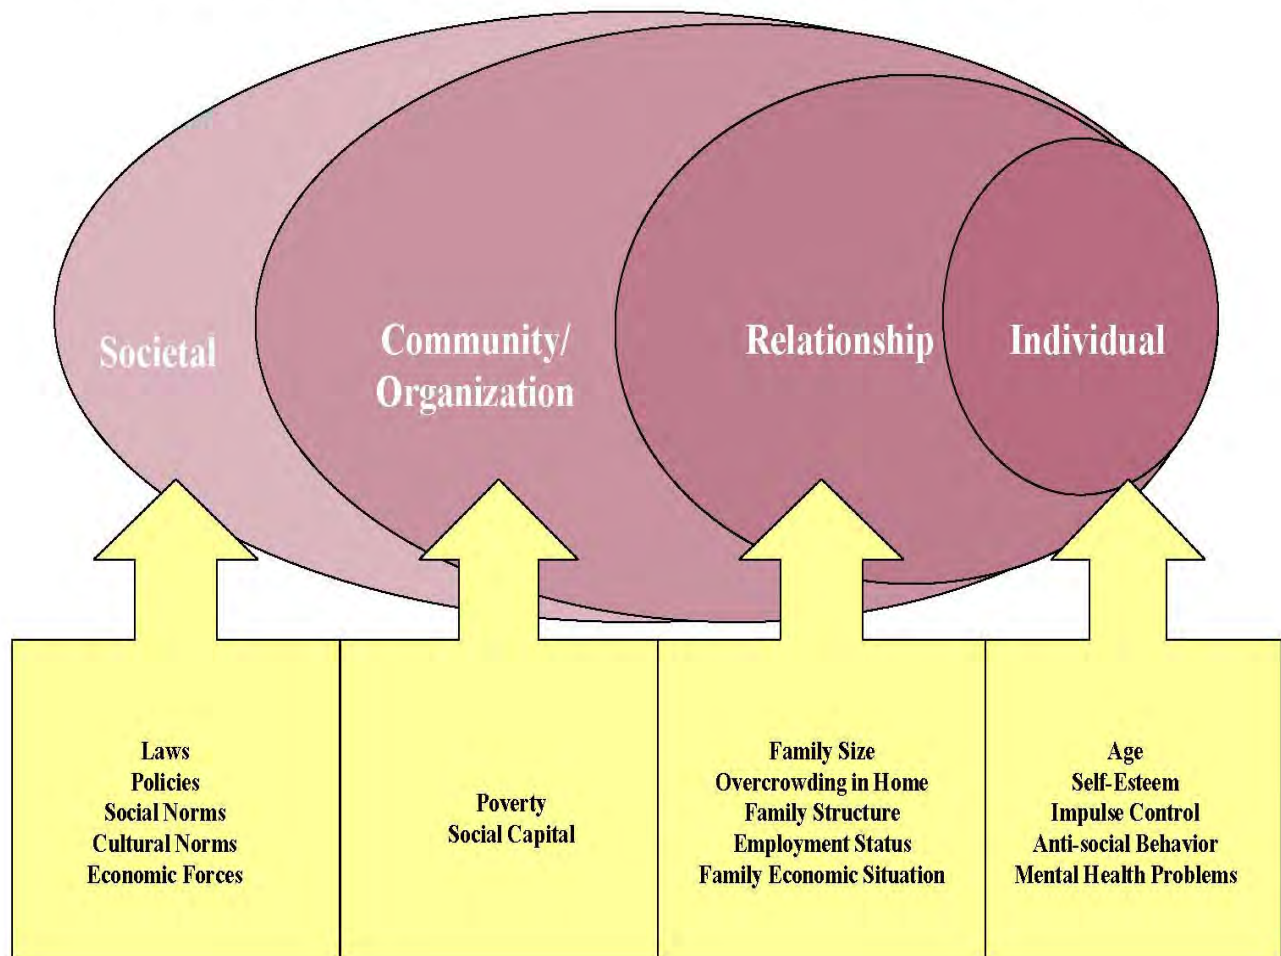 Societal
Community/
Organization
Relationship
Individual
Laws
Policies
Social Norms
Cultural Norms
Economic Forces
Poverty
Social Capital
Family Size
Overcrowding in Home
Family Structure
Employment Status
Family Economic Situation
Age
Self-Esteem
Impulse Control
Anti-social Behavior
Mental Health Problems